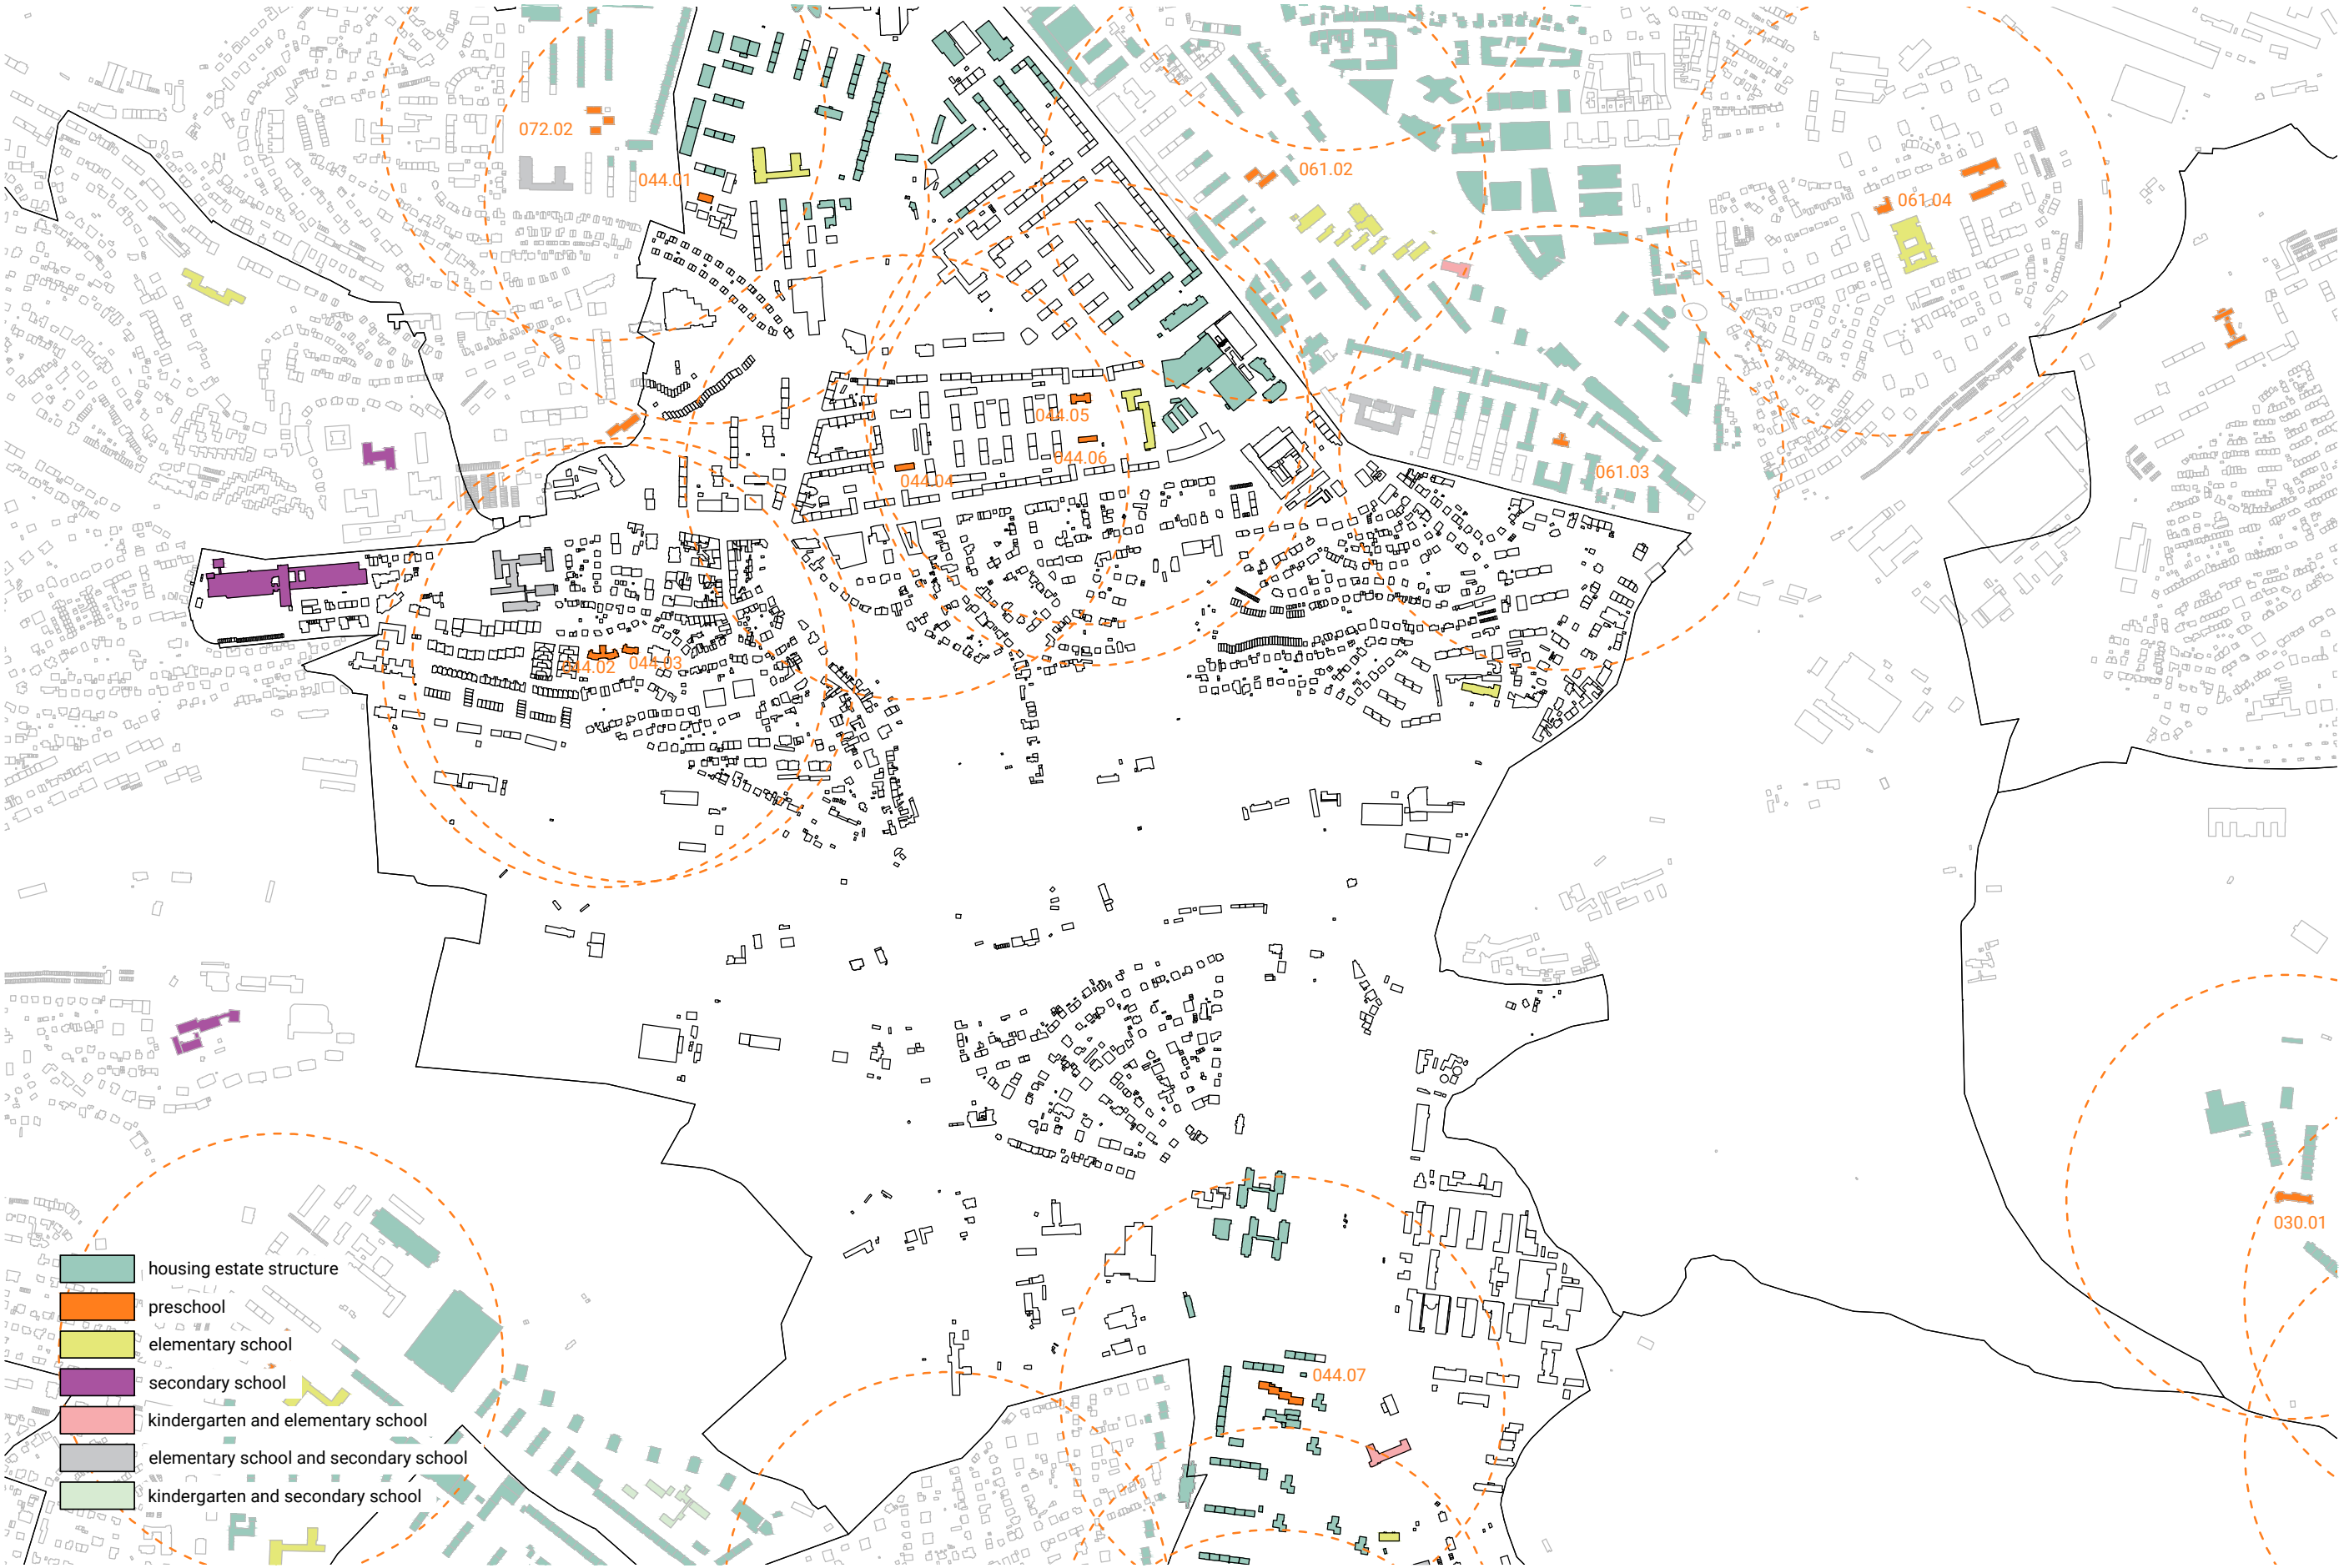 072.02
044.01
061.02
061.04
044.05
044.06
044.04
061.03
044.02
044.03
030.01
044.07
housing estate structure
preschool
elementary school
secondary school
kindergarten and elementary school
elementary school and secondary school
kindergarten and secondary school